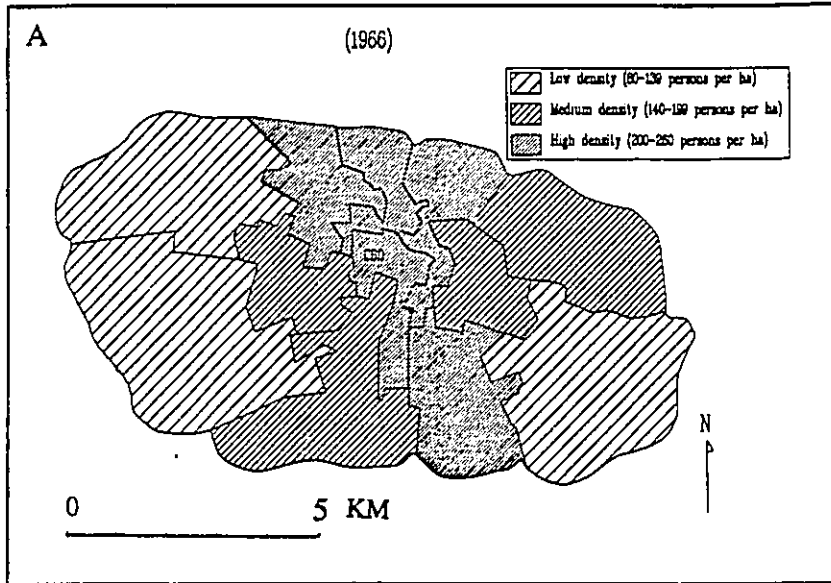 A
(1966)
Low density (80-139 persons per ha)
Medium density (140-199 persons per ha)
High density (200-260 persons per ha)
CBD
N
0 5 KM